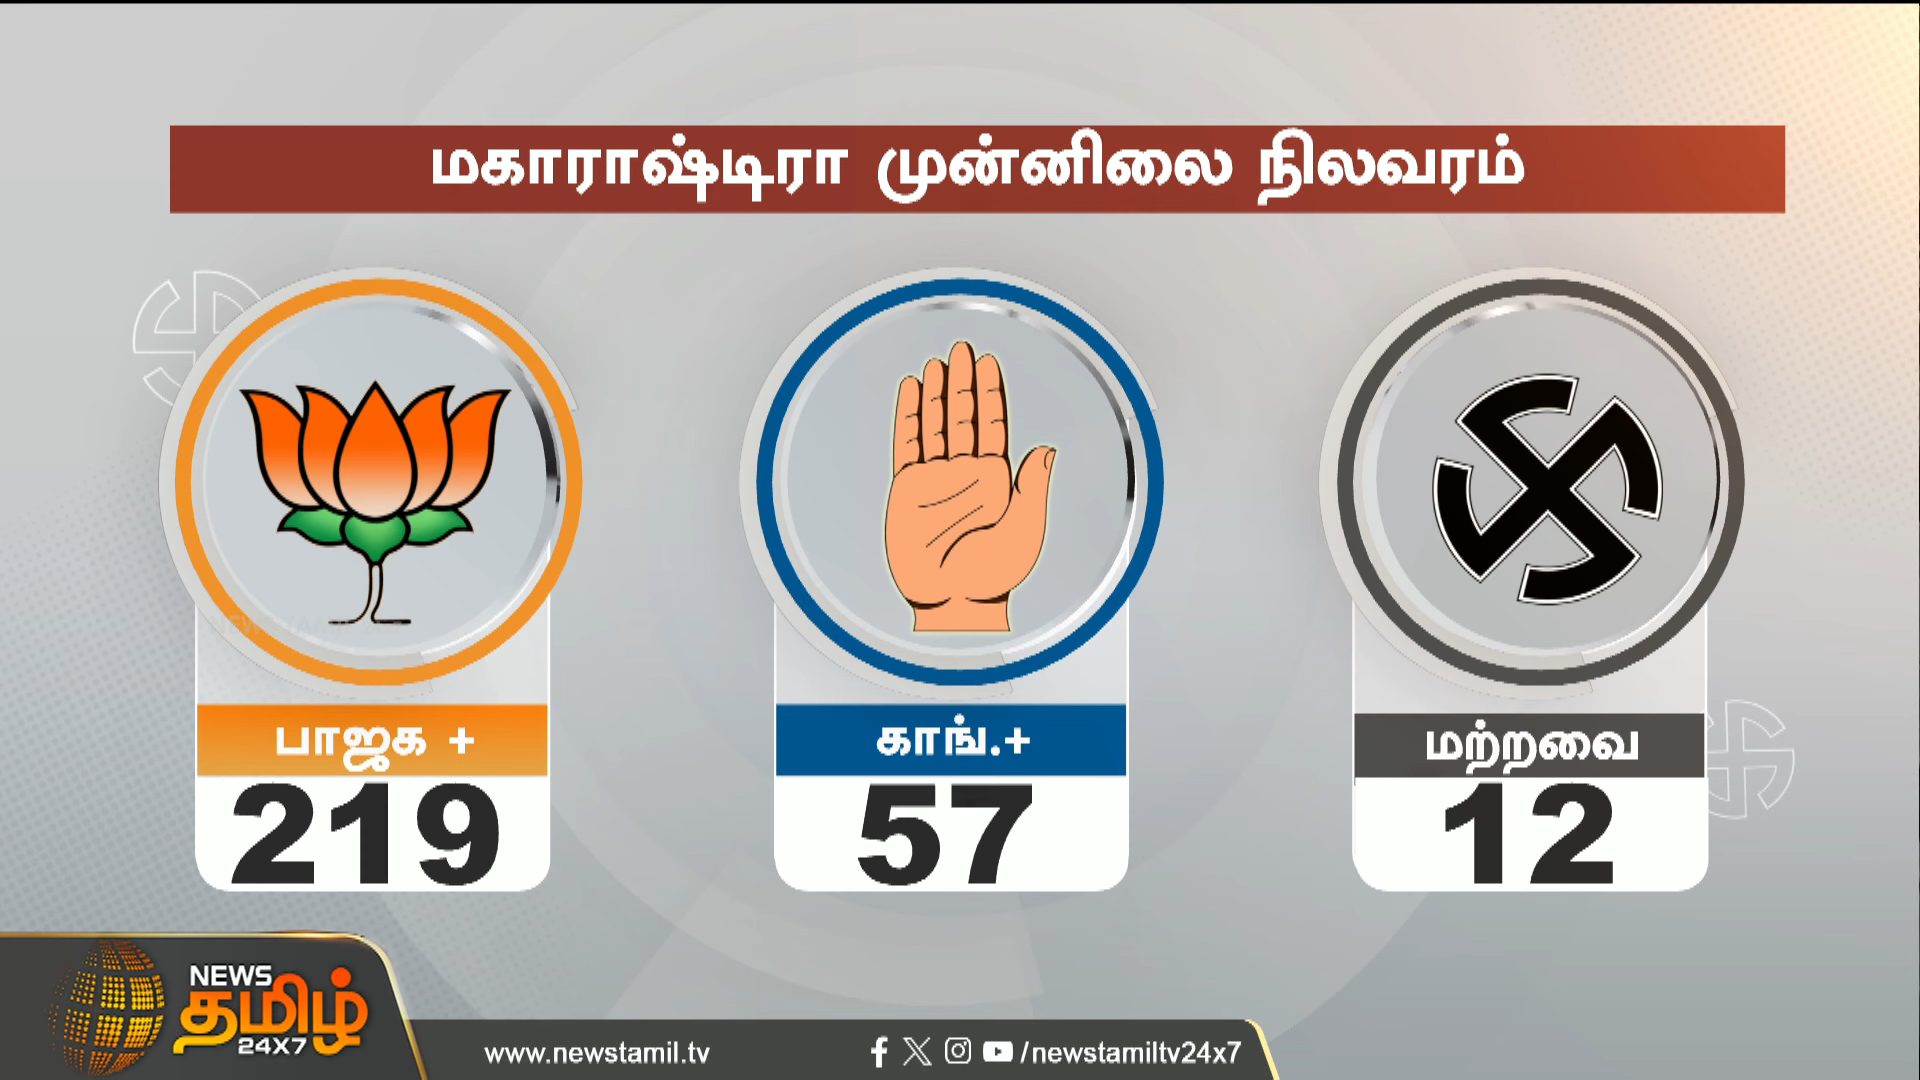 மகாராஷ்டிரா முன்னிலை நிலவரம்
பாஜக +
காங்.+
மற்றவை
219
57
12
NEWS
தமிழ்
24X7
www.newstamil.tv
/newstamiltv24x7